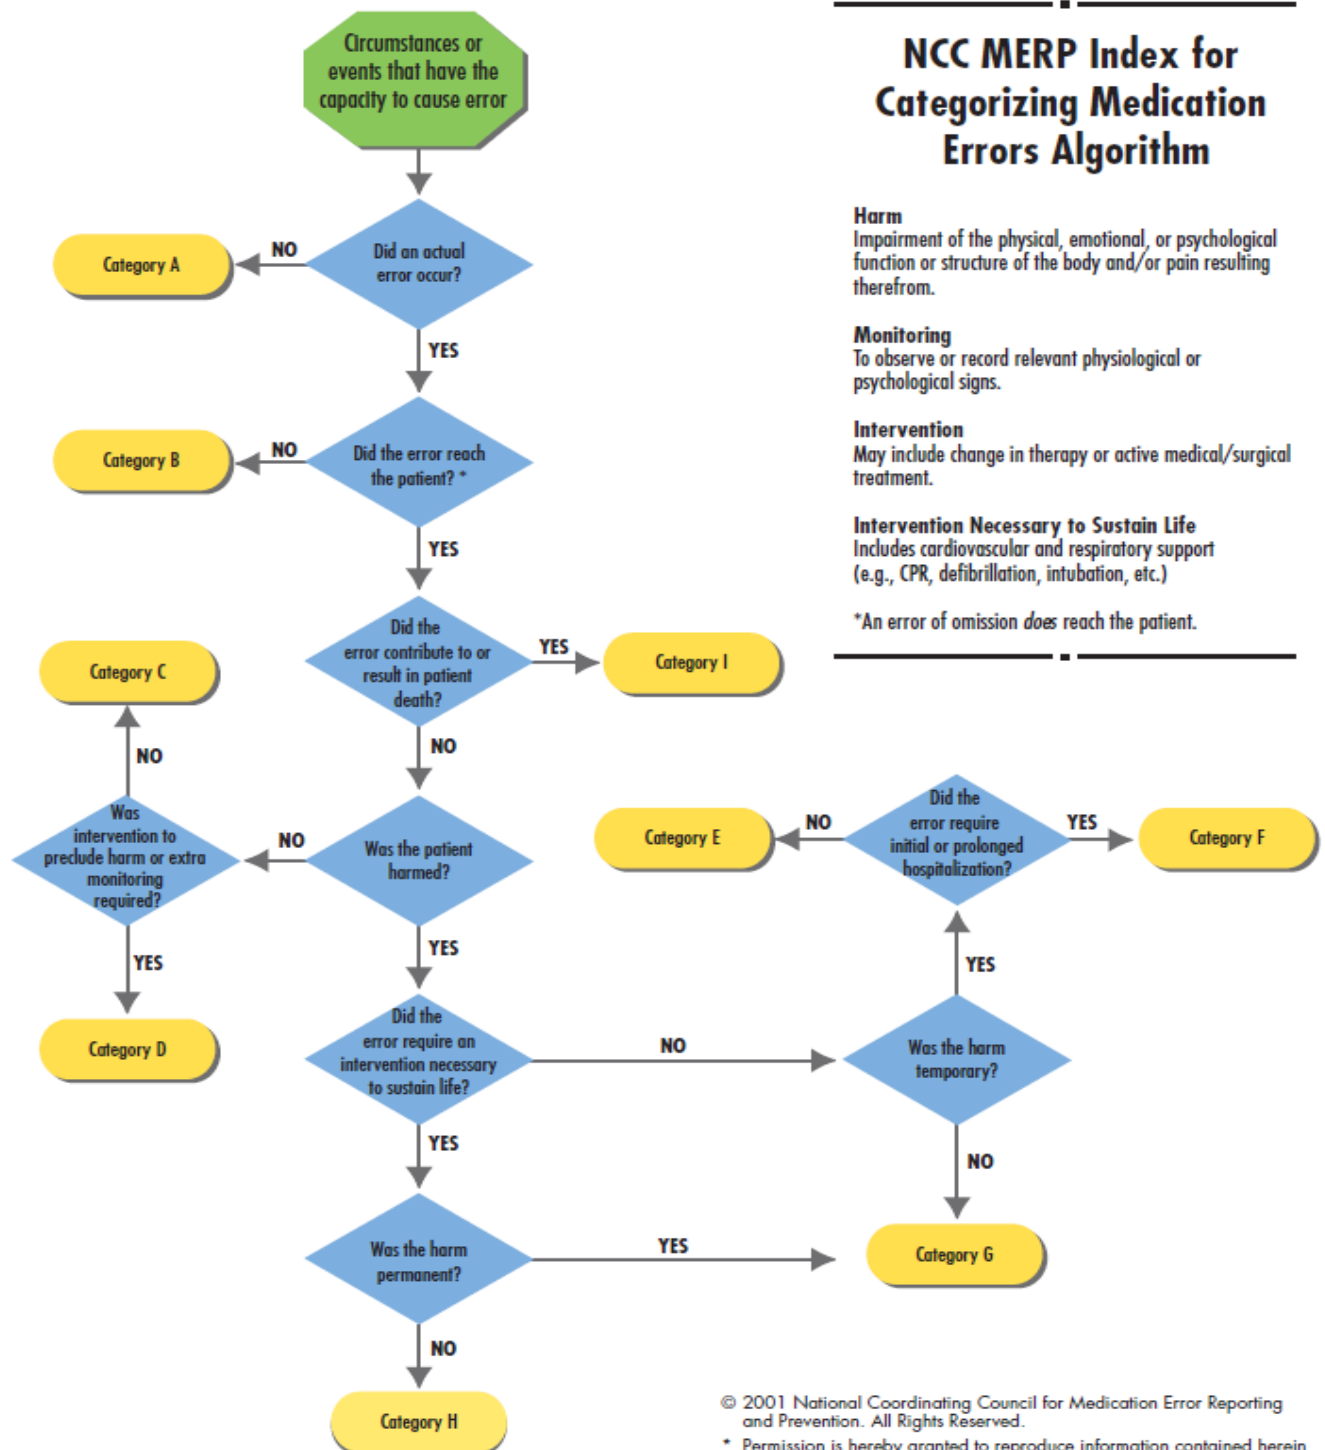 Circumstances or
events that have the
capacity to cause error
NCC MERP Index for
Categorizing Medication
Errors Algorithm
Harm
Impairment of the physical, emotional, or psychological
function or structure of the body and/or pain resulting
therefrom.
Monitoring
To observe or record relevant physiological or
psychological signs.
Intervention
May include change in therapy or active medical/surgical
treatment.
Intervention Necessary to Sustain Life
Includes cardiovascular and respiratory support
(e.g., CPR, defibrillation, intubation, etc.)
*An error of omission does reach the patient.
Did an actual
error occur?
NO
Category A
YES
Did the error reach
the patient? *
NO
Category B
YES
Did the
error contribute to or
result in patient
death?
YES
Category I
NO
Was the patient
harmed?
NO
Was
intervention to
preclude harm or extra
monitoring
required?
NO
Category C
YES
Category D
YES
Did the
error require an
intervention necessary
to sustain life?
NO
Was the harm
temporary?
YES
Did the
error require
initial or prolonged
hospitalization?
NO
Category E
YES
Category F
NO
Category G
YES
Was the harm
permanent?
YES
NO
Category H
© 2001 National Coordinating Council for Medication Error Reporting
and Prevention. All Rights Reserved.
* Permission is hereby granted to reproduce information contained herein